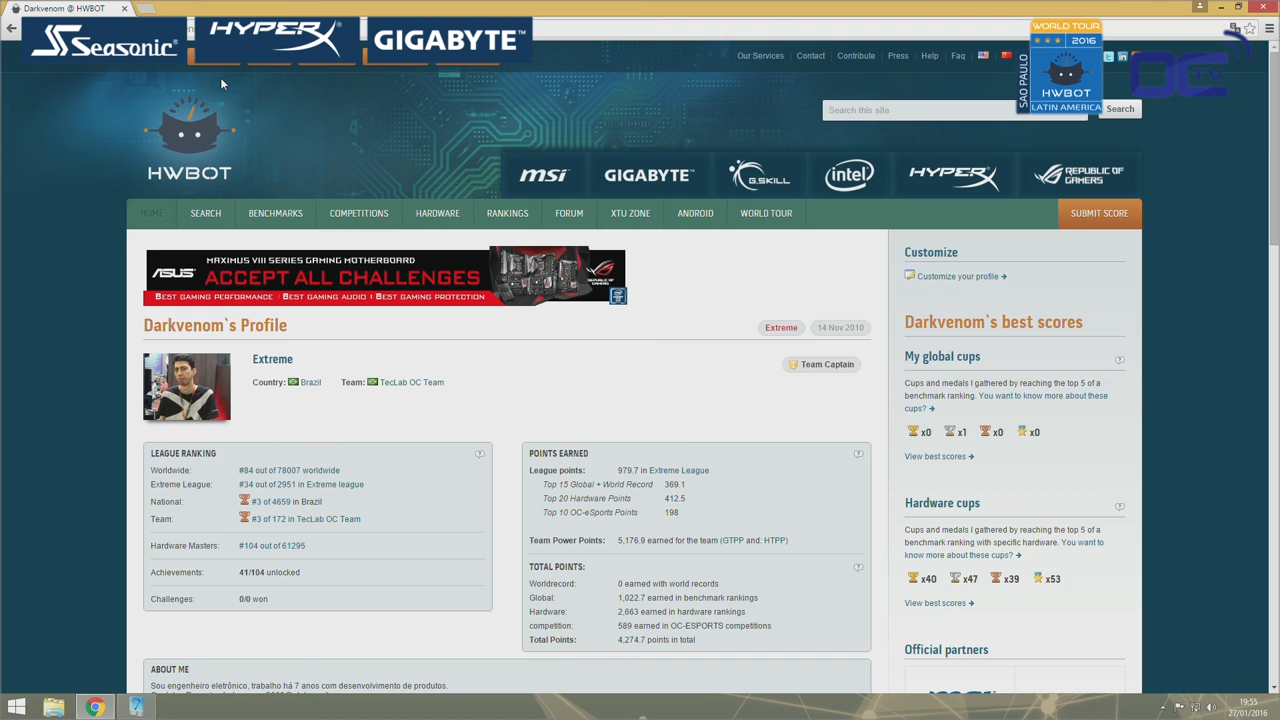 Darkvenom @ HWBOT
Seasonic
HYPERX
GIGABYTE
WORLD TOUR
2016
SAO PAULO
HWBOT
LATIN AMERICA
OC TV
Our Services
Contact
Contribute
Press
Help
Faq
Search this site
Search
HWBOT
msi
GIGABYTE
G.SKILL
intel
HYPERX
REPUBLIC OF
GAMERS
HOME
SEARCH
BENCHMARKS
COMPETITIONS
HARDWARE
RANKINGS
FORUM
XTU ZONE
ANDROID
WORLD TOUR
SUBMIT SCORE
MAXIMUS VIII SERIES GAMING MOTHERBOARD
ASUS
ACCEPT ALL CHALLENGES
BEST GAMING PERFORMANCE | BEST GAMING AUDIO | BEST GAMING PROTECTION
Darkvenom`s Profile
Extreme
14 Nov 2010
Extreme
Team Captain
Country: Brazil
Team: TecLab OC Team
LEAGUE RANKING
Worldwide: #84 out of 78007 worldwide
Extreme League: #34 out of 2951 in Extreme league
National: #3 of 4659 in Brazil
Team: #3 of 172 in TecLab OC Team
Hardware Masters: #104 out of 61295
Achievements: 41/104 unlocked
Challenges: 0/0 won
POINTS EARNED
League points: 979.7 in Extreme League
Top 15 Global + World Record 369.1
Top 20 Hardware Points 412.5
Top 10 OC-eSports Points 198
Team Power Points: 5,176.9 earned for the team (GTPP and: HTPP)
TOTAL POINTS:
Worldrecord: 0 earned with world records
Global: 1,022.7 earned in benchmark rankings
Hardware: 2,663 earned in hardware rankings
competition: 589 earned in OC-ESPORTS competitions
Total Points: 4,274.7 points in total
ABOUT ME
Sou engenheiro eletrônico, trabalho há 7 anos com desenvolvimento de produtos.
Customize
Customize your profile
Darkvenom`s best scores
My global cups
Cups and medals I gathered by reaching the top 5 of a
benchmark ranking. You want to know more about these
cups?
x0 x1 x0 x0
View best scores
Hardware cups
Cups and medals I gathered by reaching the top 5 of a
benchmark ranking with specific hardware. You want to
know more about these cups?
x40 x47 x39 x53
View best scores
Official partners
19:55
27/01/2016